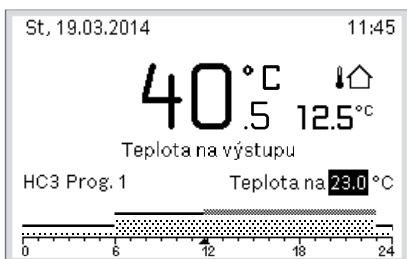 St, 19.03.2014 11:45
40.5 °C 12.5°C
Teplota na výstupu
HC3 Prog. 1 Teplota na 23.0 °C
0 6 12 18 24